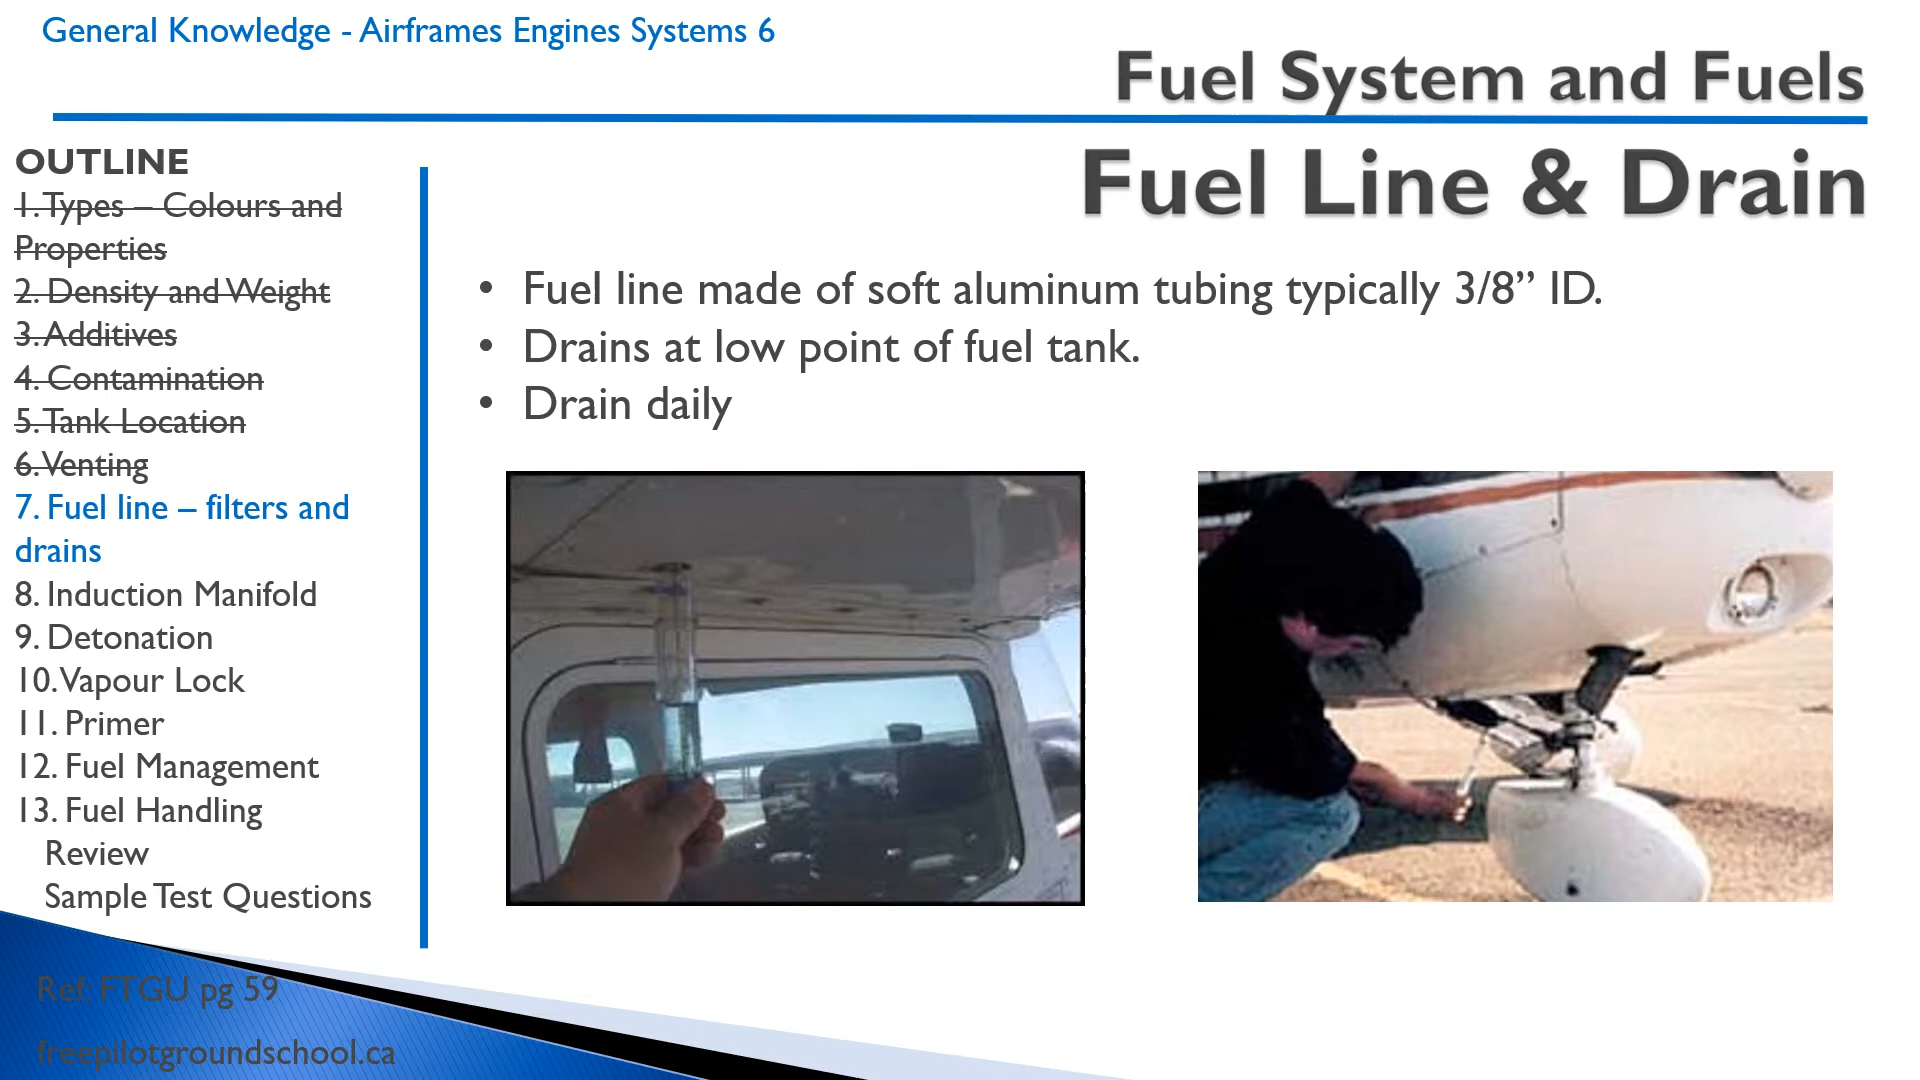 General Knowledge - Airframes Engines Systems 6
Fuel System and Fuels
OUTLINE
1. Types – Colours and
Properties
2. Density and Weight
3. Additives
4. Contamination
5. Tank Location
6. Venting
7. Fuel line – filters and
drains
8. Induction Manifold
9. Detonation
10. Vapour Lock
11. Primer
12. Fuel Management
13. Fuel Handling
Review
Sample Test Questions
Ref: FTGU pg 59
freepilotgroundschool.ca
Fuel Line & Drain
• Fuel line made of soft aluminum tubing typically 3/8” ID.
• Drains at low point of fuel tank.
• Drain daily